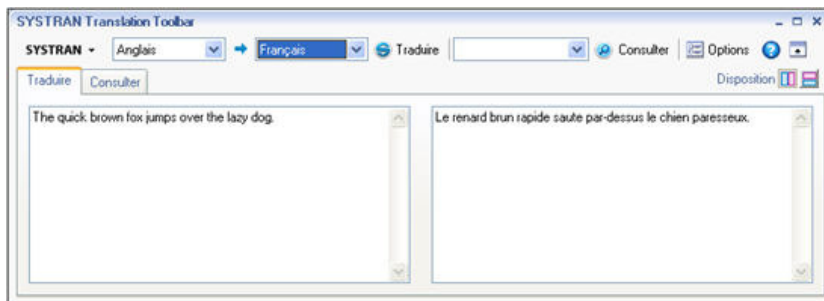 SYSTRAN Translation Toolbar
SYSTRAN Anglais Français Traduire Consulter Options
Traduire Consulter Disposition
The quick brown fox jumps over the lazy dog. Le renard brun rapide saute par-dessus le chien paresseux.